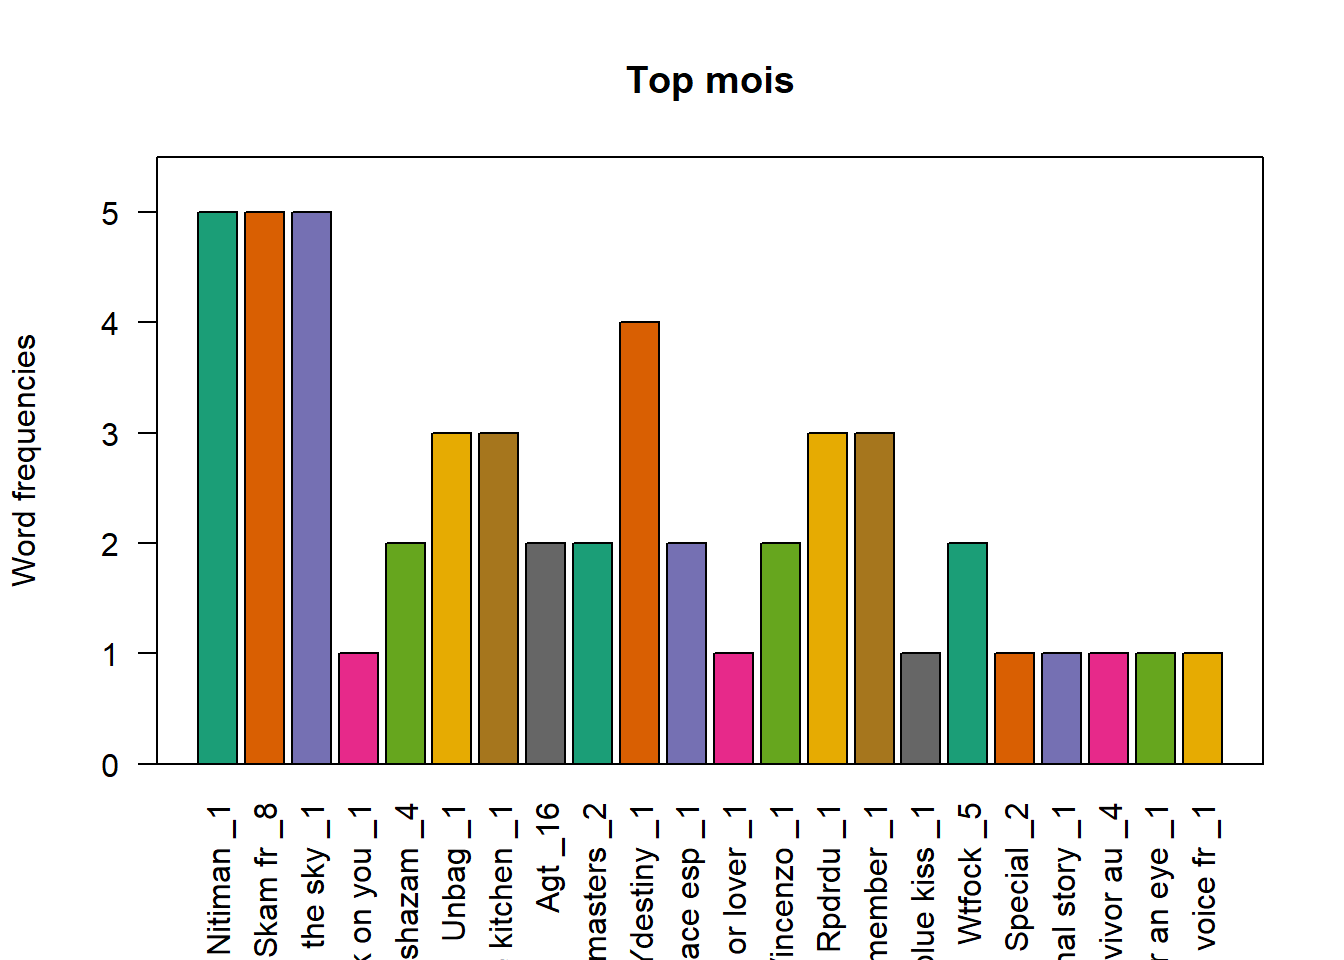 Top mois
Word frequencies
5
4
3
2
1
0
Nitiman _1
Skam fr _8
the sky _1
on you _1
shazam _4
Unbag _1
kitchen _1
Agt _16
masters _2
destiny _1
ace esp _1
or lover _1
incenzo _1
Rpdrdu _1
member _1
blue kiss _1
Wtfock _5
Special _2
nal story _1
vivor au _4
r an eye _1
voice fr _1